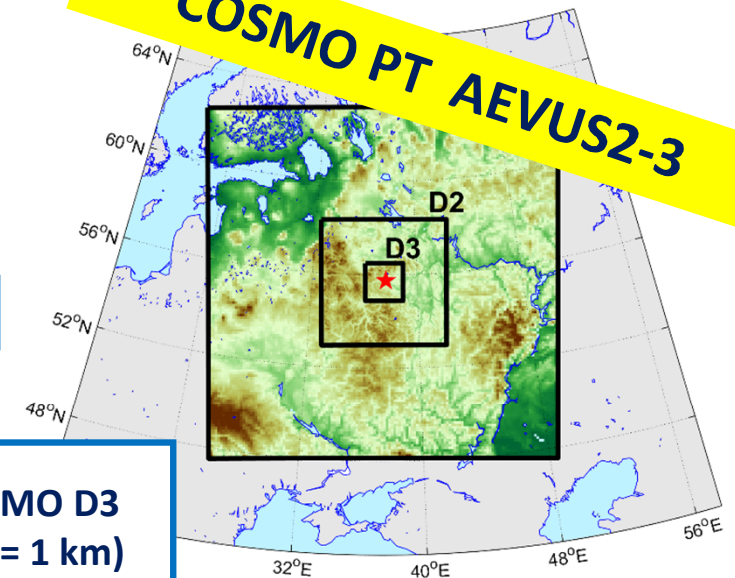 COSMO PT AEVUS2-3
64°N
60°N
56°N
52°N
48°N
D2
D3
MO D3
= 1 km)
32°E
40°E
48°E
56°E